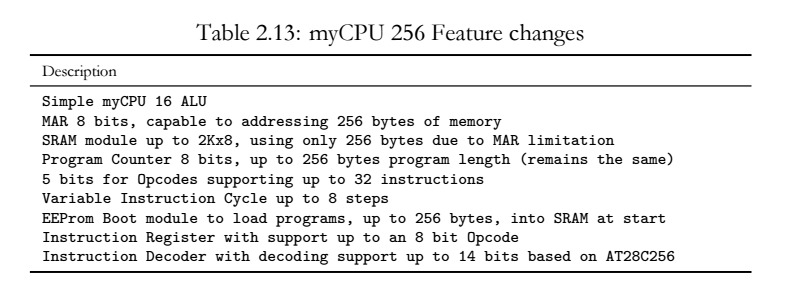 Table 2.13: myCPU 256 Feature changes
Description
Simple myCPU 16 ALU
MAR 8 bits, capable to addressing 256 bytes of memory
SRAM module up to 2Kx8, using only 256 bytes due to MAR limitation
Program Counter 8 bits, up to 256 bytes program length (remains the same)
5 bits for Opcodes supporting up to 32 instructions
Variable Instruction Cycle up to 8 steps
EEProm Boot module to load programs, up to 256 bytes, into SRAM at start
Instruction Register with support up to an 8 bit Opcode
Instruction Decoder with decoding support up to 14 bits based on AT28C256